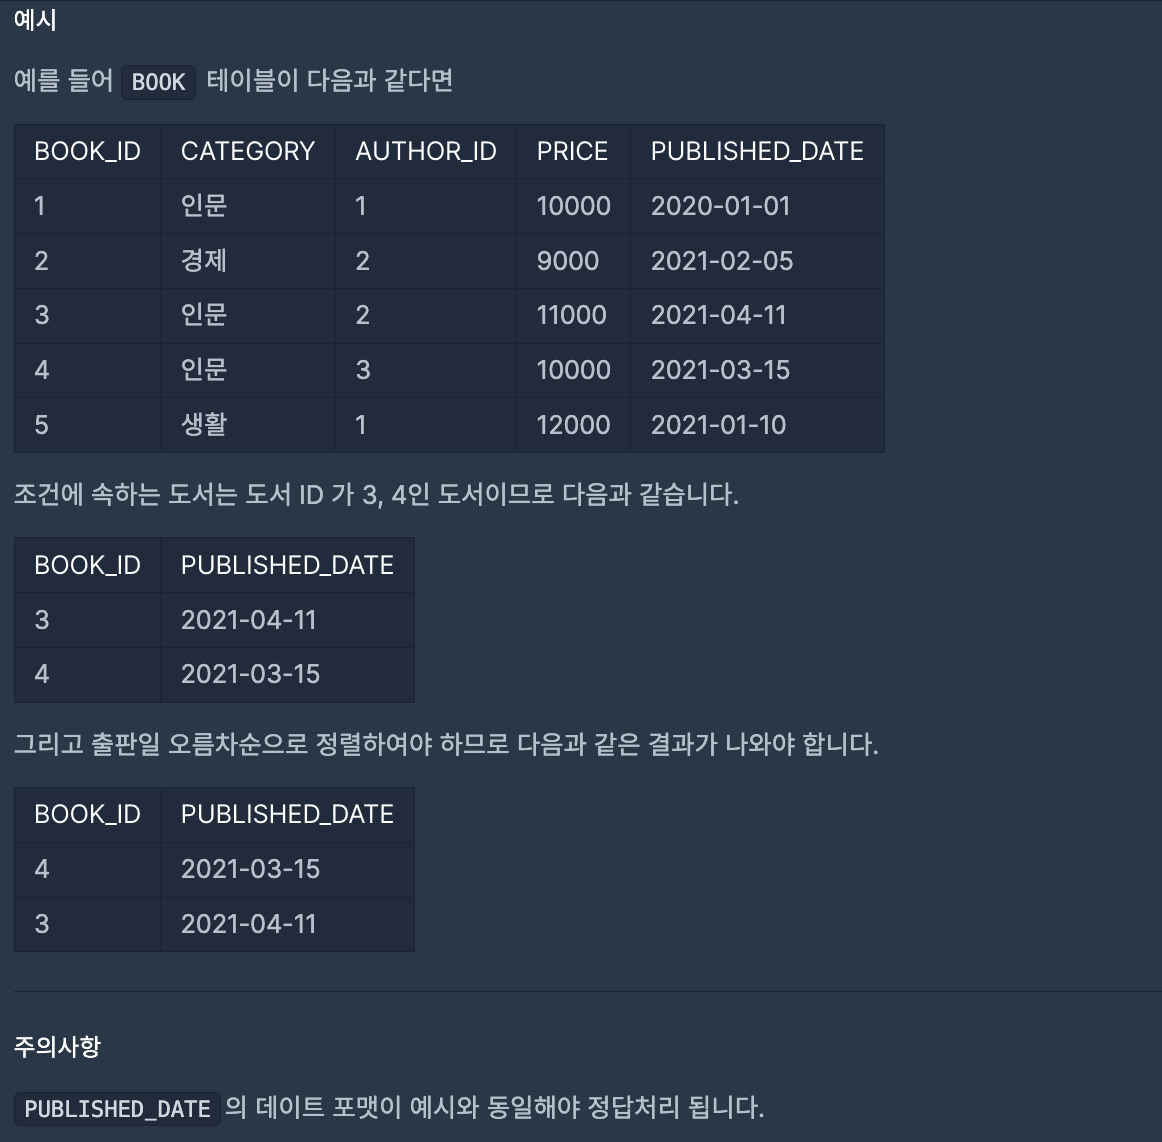 예시
예를 들어 BOOK 테이블이 다음과 같다면
BOOK_ID CATEGORY AUTHOR_ID PRICE PUBLISHED_DATE
1 인문 1 10000 2020-01-01
2 경제 2 9000 2021-02-05
3 인문 2 11000 2021-04-11
4 인문 3 10000 2021-03-15
5 생활 1 12000 2021-01-10
조건에 속하는 도서는 도서 ID 가 3, 4인 도서이므로 다음과 같습니다.
BOOK_ID PUBLISHED_DATE
3 2021-04-11
4 2021-03-15
그리고 출판일 오름차순으로 정렬하여야 하므로 다음과 같은 결과가 나와야 합니다.
BOOK_ID PUBLISHED_DATE
4 2021-03-15
3 2021-04-11
주의사항
PUBLISHED_DATE 의 데이트 포맷이 예시와 동일해야 정답처리 됩니다.